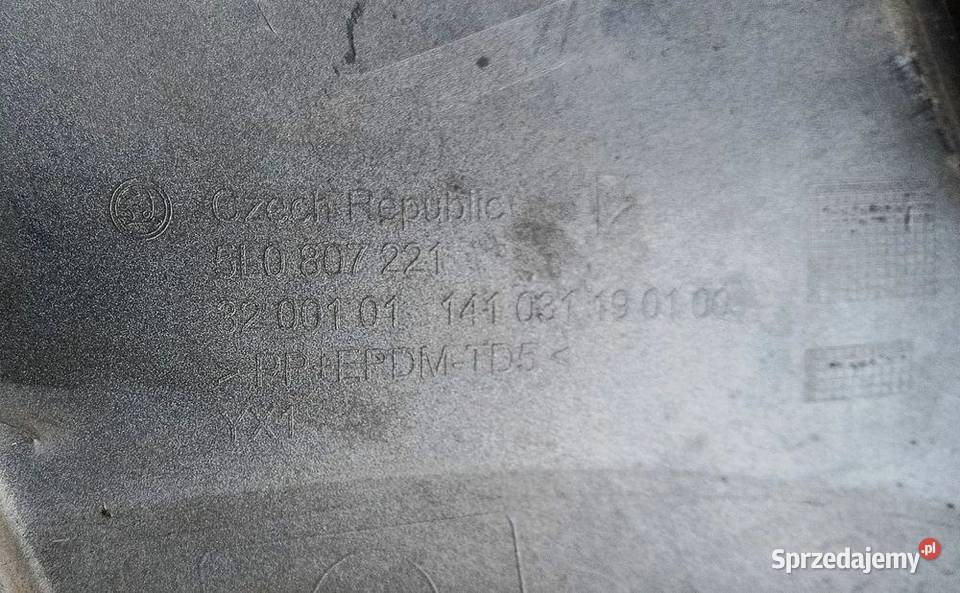 Czech Republic
5L0 807 221
32 001 01 141 031 19 01 00
> PP+EPDM-TD5 <
YX1
Sprzedajemy.pl